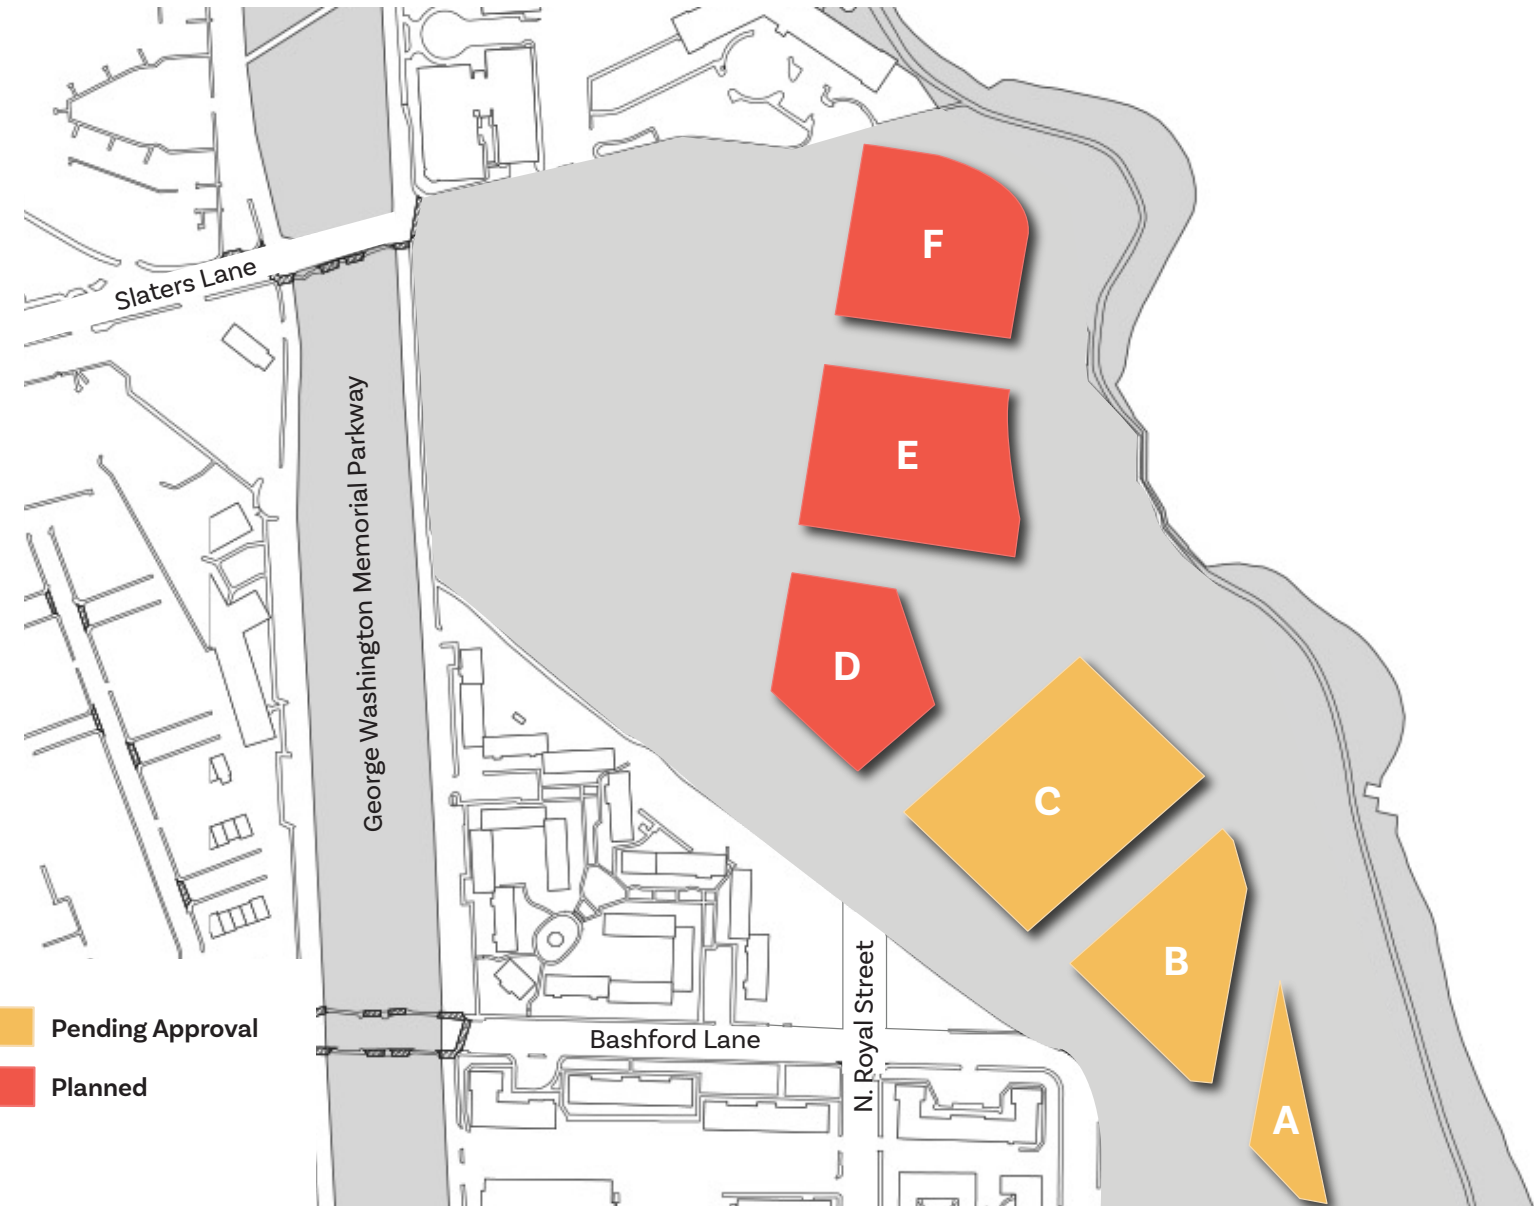 F
Slaters Lane
E
George Washington Memorial Parkway
D
C
B
N. Royal Street
Pending Approval
Bashford Lane
Planned
A